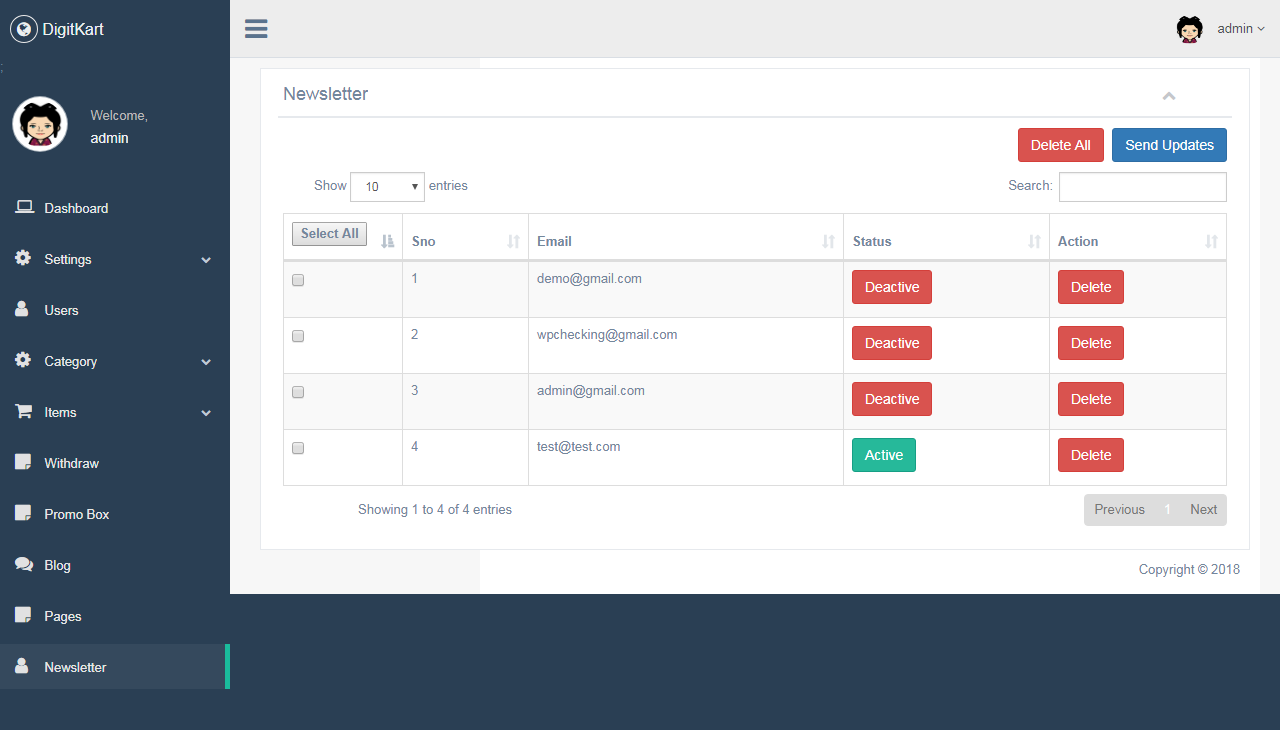 DigitKart
admin
;
Welcome,
admin
Dashboard
Settings
Users
Category
Items
Withdraw
Promo Box
Blog
Pages
Newsletter
Newsletter
Delete All Send Updates
Show 10 entries Search:
Select All Sno Email Status Action
1 demo@gmail.com Deactive Delete
2 wpchecking@gmail.com Deactive Delete
3 admin@gmail.com Deactive Delete
4 test@test.com Active Delete
Showing 1 to 4 of 4 entries Previous 1 Next
Copyright © 2018